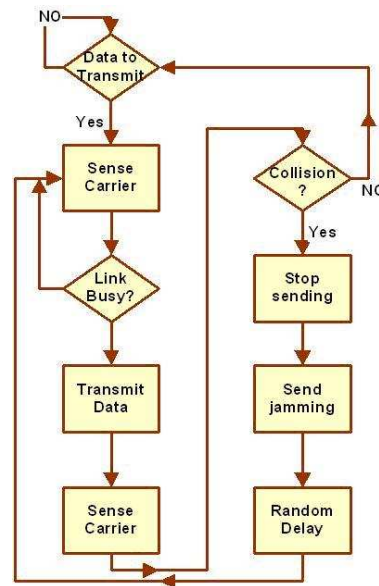 NO
Data to
Transmit
Yes
Sense
Carrier
Link
Busy?
Transmit
Data
Sense
Carrier
Collision
?
NO
Yes
Stop
sending
Send
jamming
Random
Delay